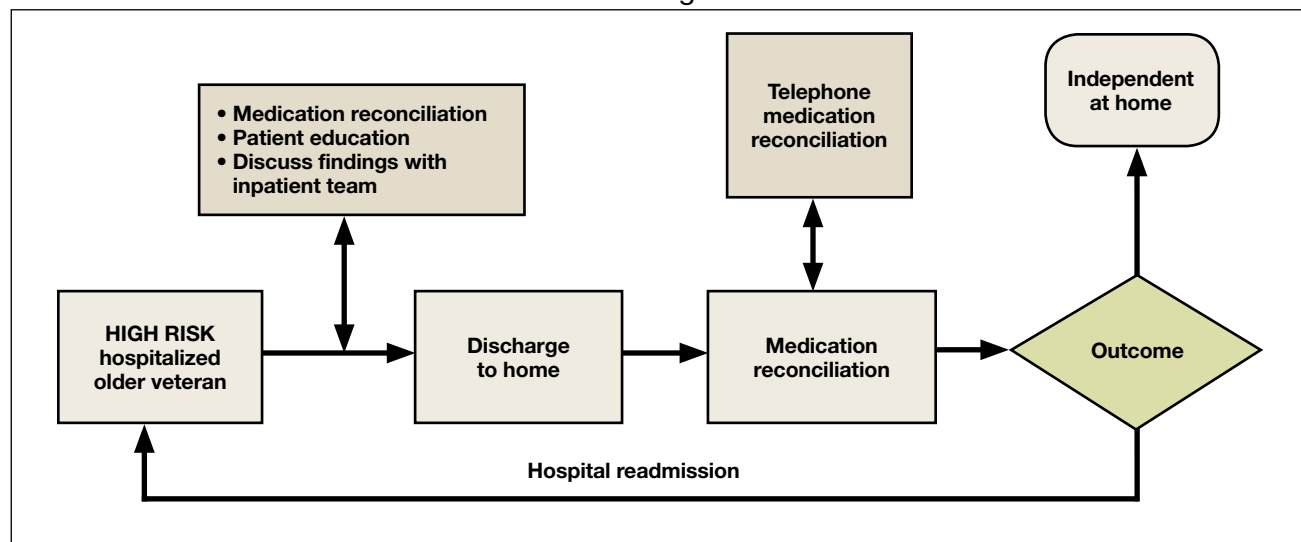 • Medication reconciliation
• Patient education
• Discuss findings with
inpatient team
Telephone
medication
reconciliation
Independent
at home
HIGH RISK
hospitalized
older veteran
Discharge
to home
Medication
reconciliation
Outcome
Hospital readmission